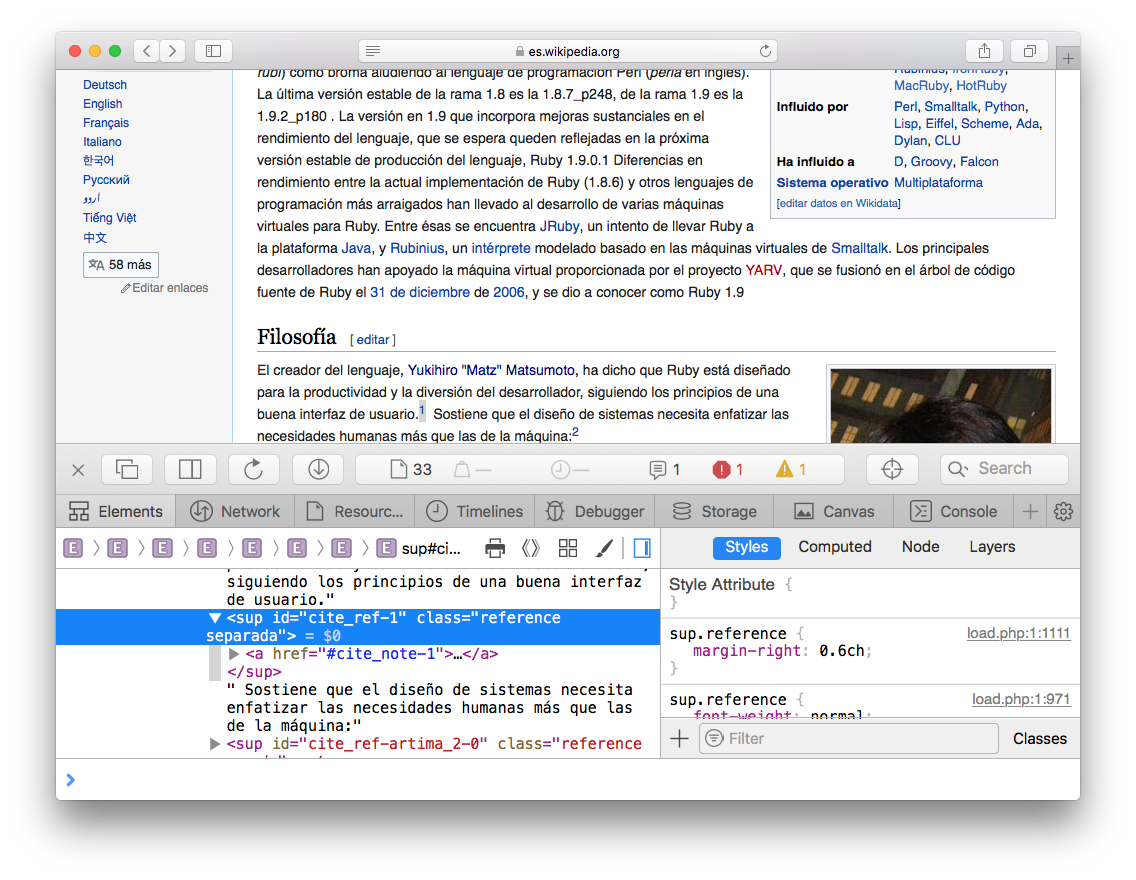 es.wikipedia.org
Deutsch
English
Français
Italiano
한국어
Русский
اردو
Tiếng Việt
中文
58 más
Editar enlaces
rubí) como broma aludiendo al lenguaje de programación Perl (perla en inglés).
La última versión estable de la rama 1.8 es la 1.8.7_p248, de la rama 1.9 es la
1.9.2_p180 . La versión en 1.9 que incorpora mejoras sustanciales en el
rendimiento del lenguaje, que se espera queden reflejadas en la próxima
versión estable de producción del lenguaje, Ruby 1.9.0.1 Diferencias en
rendimiento entre la actual implementación de Ruby (1.8.6) y otros lenguajes de
programación más arraigados han llevado al desarrollo de varias máquinas
virtuales para Ruby. Entre ésas se encuentra JRuby, un intento de llevar Ruby a
la plataforma Java, y Rubinius, un intérprete modelado basado en las máquinas virtuales de Smalltalk. Los principales
desarrolladores han apoyado la máquina virtual proporcionada por el proyecto YARV, que se fusionó en el árbol de código
fuente de Ruby el 31 de diciembre de 2006, y se dio a conocer como Ruby 1.9
Rubinius, IronRuby,
MacRuby, HotRuby
Influido por Perl, Smalltalk, Python,
Lisp, Eiffel, Scheme, Ada,
Dylan, CLU
Ha influido a D, Groovy, Falcon
Sistema operativo Multiplataforma
[editar datos en Wikidata]
Filosofía [ editar ]
El creador del lenguaje, Yukihiro "Matz" Matsumoto, ha dicho que Ruby está diseñado
para la productividad y la diversión del desarrollador, siguiendo los principios de una
buena interfaz de usuario.1 Sostiene que el diseño de sistemas necesita enfatizar las
necesidades humanas más que las de la máquina:2
33 — — 1 1 1 Search
Elements Network Resourc... Timelines Debugger Storage Canvas Console
E E E E E E E E sup#ci...
siguiendo los principios de una buena interfaz
de usuario."
<sup id="cite_ref-1" class="reference
separada"> = $0
<a href="#cite_note-1">…</a>
</sup>
" Sostiene que el diseño de sistemas necesita
enfatizar las necesidades humanas más que las
de la máquina:"
<sup id="cite_ref-artima_2-0" class="reference
Styles Computed Node Layers
Style Attribute {
}
sup.reference { load.php:1:1111
margin-right: 0.6ch;
}
sup.reference { load.php:1:971
font-weight: normal;
Filter Classes